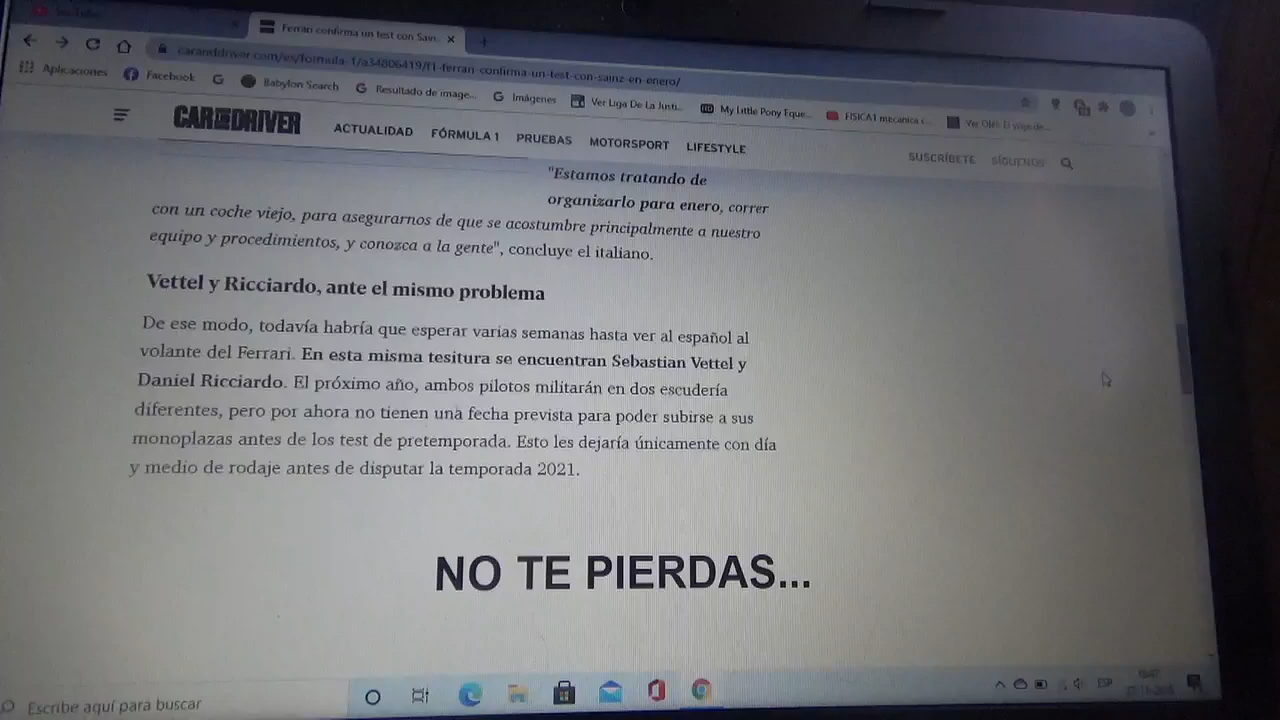 YouTube
Ferrari confirma un test con Sain
caranddriver.com/es/formula-1/a34806419/f1-ferrari-confirma-un-test-con-sainz-en-enero/
Aplicaciones Facebook Babylon Search Resultado de image... Imágenes Ver Liga De La Justi... My Little Pony Eque... FISICA1 mecanica c...
CAR AND DRIVER ACTUALIDAD FÓRMULA 1 PRUEBAS MOTORSPORT LIFESTYLE SUSCRÍBETE SÍGUENOS
"Estamos tratando de
organizarlo para enero, correr
con un coche viejo, para asegurarnos de que se acostumbre principalmente a nuestro
equipo y procedimientos, y conozca a la gente", concluye el italiano.
Vettel y Ricciardo, ante el mismo problema
De ese modo, todavía habría que esperar varias semanas hasta ver al español al
volante del Ferrari. En esta misma tesitura se encuentran Sebastian Vettel y
Daniel Ricciardo. El próximo año, ambos pilotos militarán en dos escudería
diferentes, pero por ahora no tienen una fecha prevista para poder subirse a sus
monoplazas antes de los test de pretemporada. Esto les dejaría únicamente con día
y medio de rodaje antes de disputar la temporada 2021.
NO TE PIERDAS...
Escribe aquí para buscar
ESP